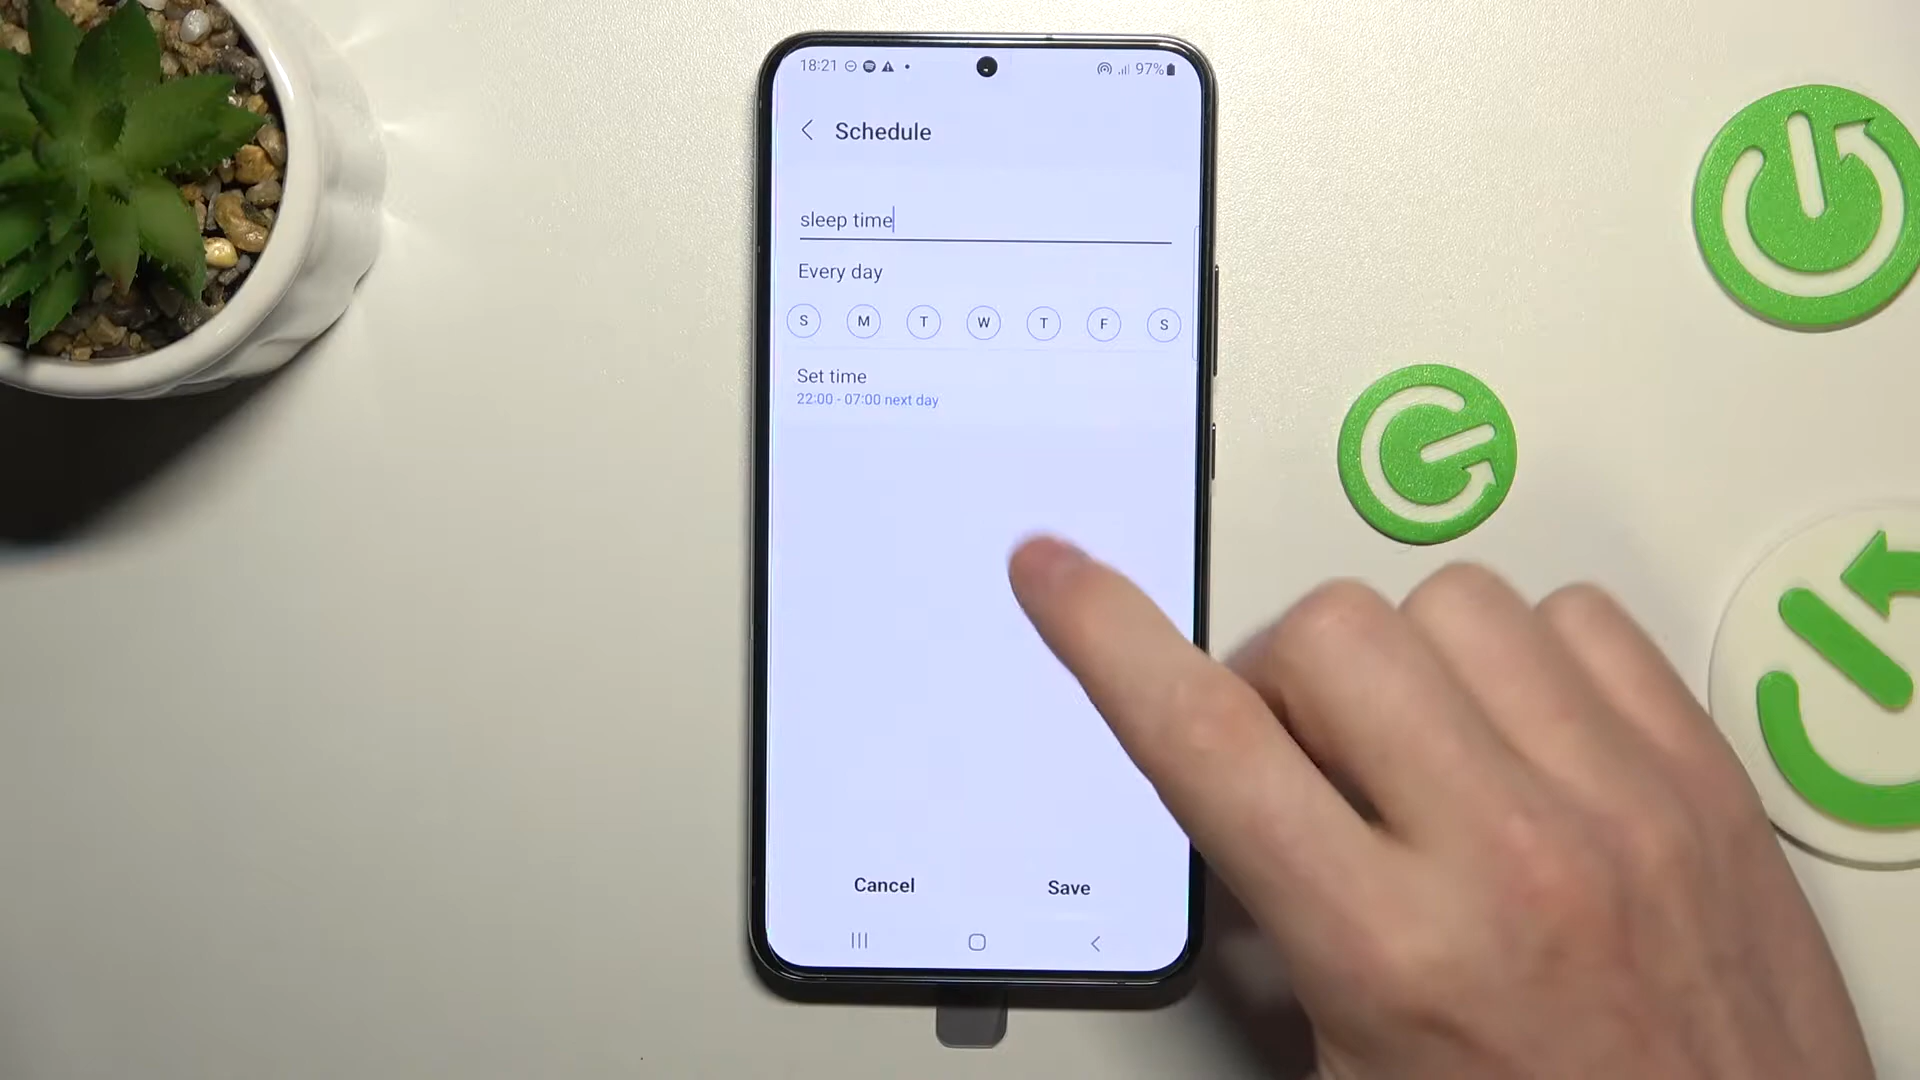 18:21 97%
Schedule
sleep time
Every day
S M T W T F S
Set time
22:00 - 07:00 next day
Cancel Save